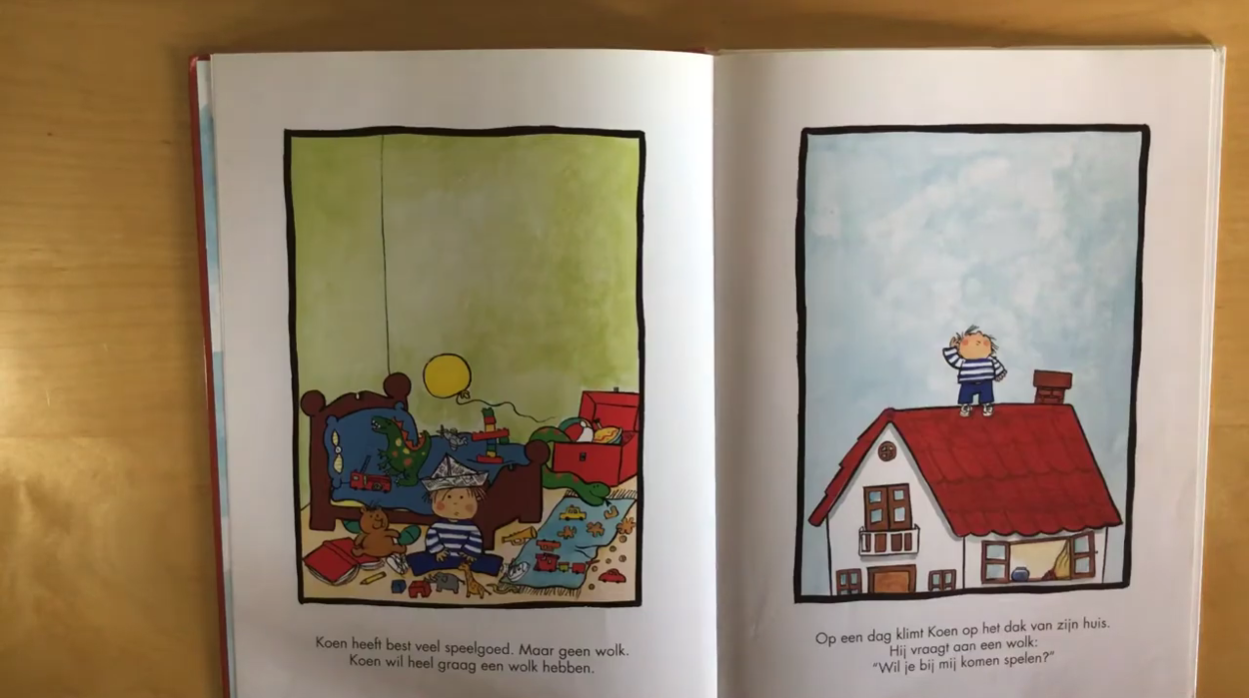 Koen heeft best veel speelgoed. Maar geen wolk.
Koen wil heel graag een wolk hebben.
Op een dag klimt Koen op het dak van zijn huis.
Hij vraagt aan een wolk:
“Wil je bij mij komen spelen?”